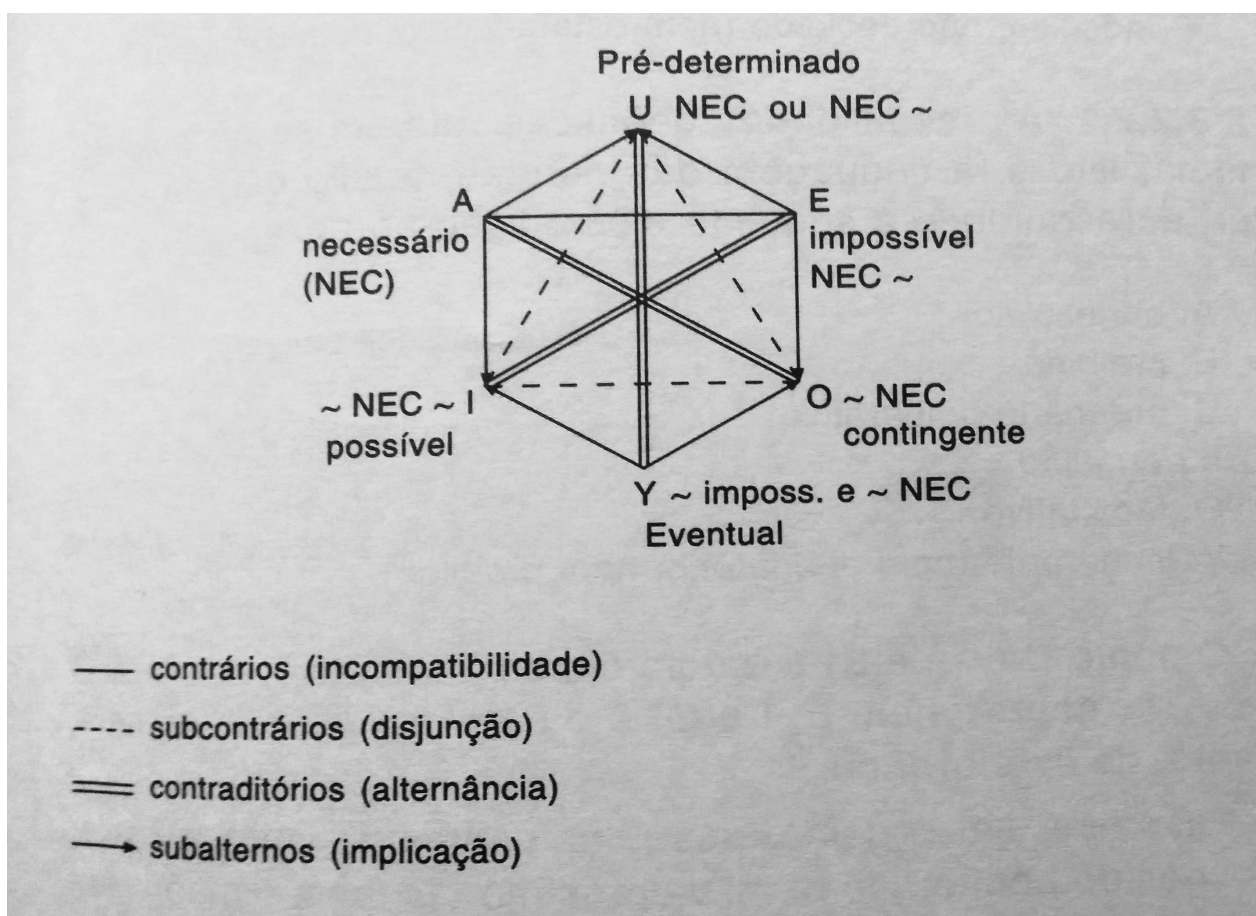 Pré-determinado
U NEC ou NEC ~
A
E
necessário
(NEC)
impossível
NEC ~
~ NEC ~ I
possível
O ~ NEC
contingente
Y ~ imposs. e ~ NEC
Eventual
contrários (incompatibilidade)
subcontrários (disjunção)
contraditórios (alternância)
subalternos (implicação)